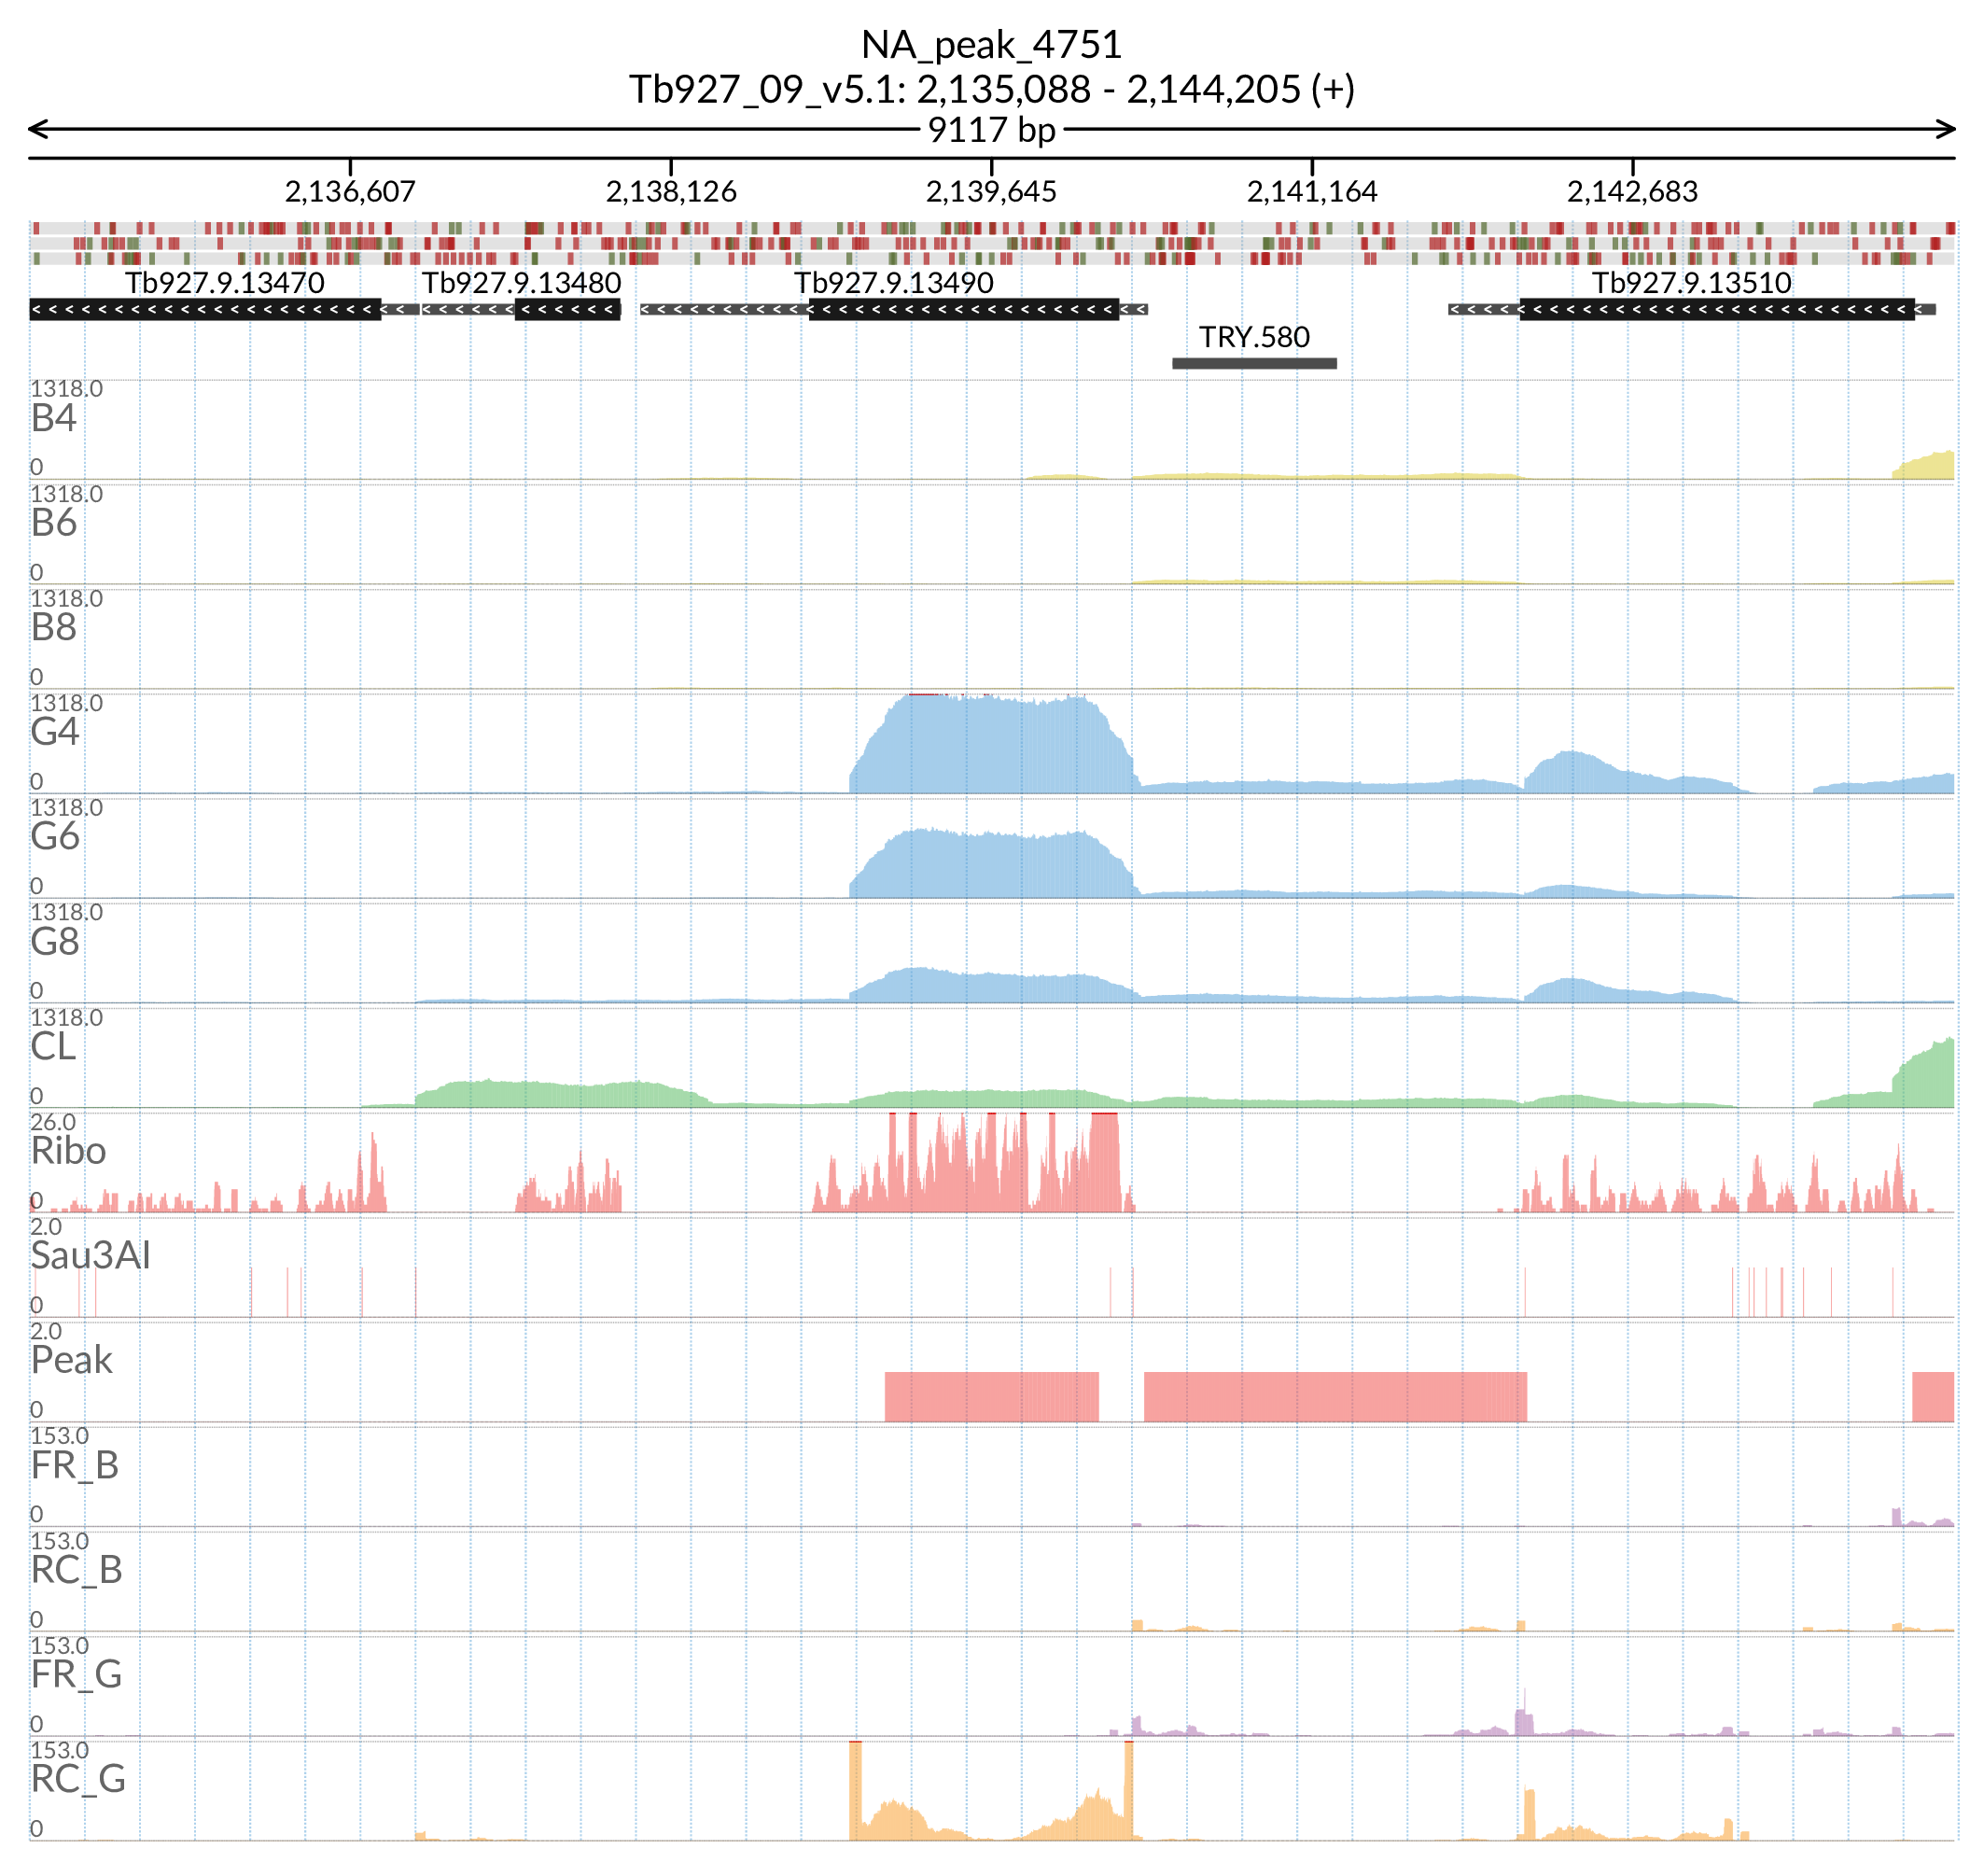 NA_peak_4751
Tb927_09_v5.1: 2,135,088 - 2,144,205 (+)
9117 bp
2,136,607 2,138,126 2,139,645 2,141,164 2,142,683
Tb927.9.13470 Tb927.9.13480 Tb927.9.13490 Tb927.9.13510
TRY.580
1318.0
B4
0
1318.0
B6
0
1318.0
B8
0
1318.0
G4
0
1318.0
G6
0
1318.0
G8
0
1318.0
CL
0
26.0
Ribo
0
2.0
Sau3AI
0
2.0
Peak
0
153.0
FR_B
0
153.0
RC_B
0
153.0
FR_G
0
153.0
RC_G
0